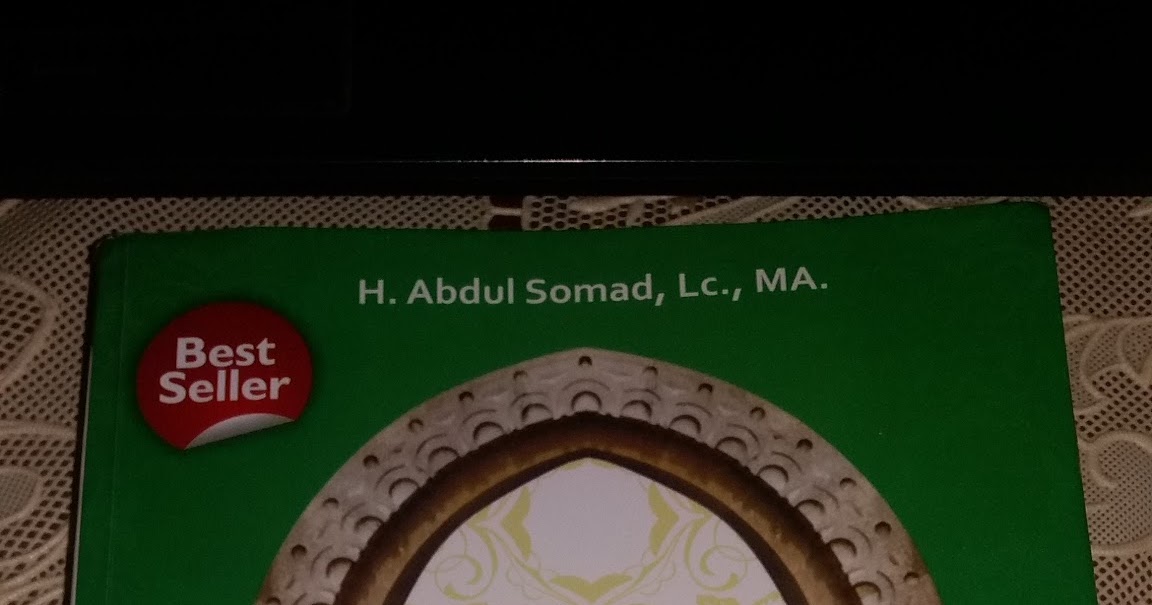 H. Abdul Somad, Lc., MA.
Best
Seller